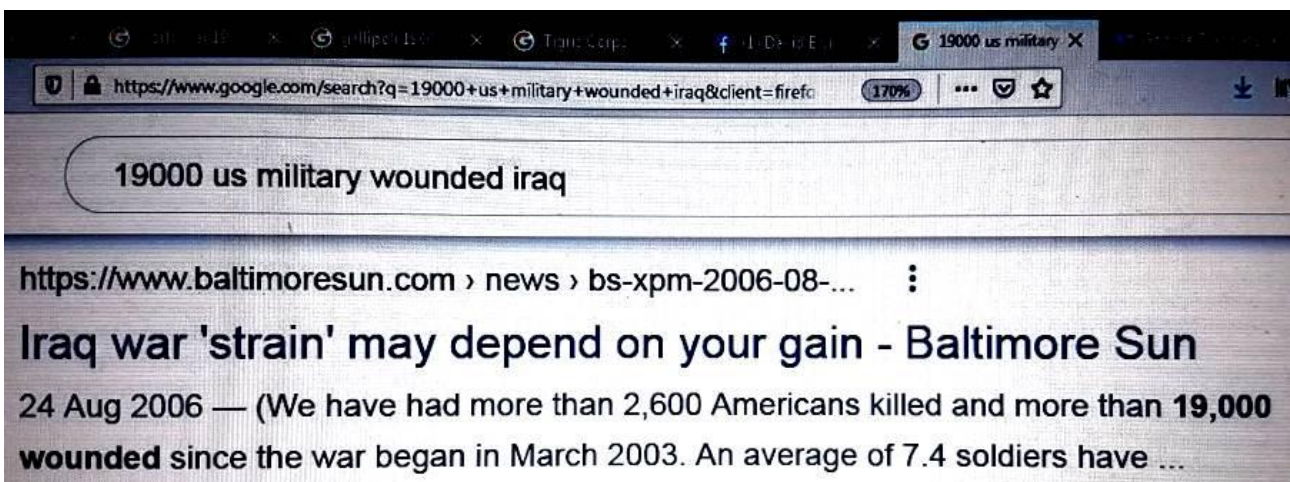 19000 us military
https://www.google.com/search?q=19000+us+military+wounded+iraq&client=firefo 170%
19000 us military wounded iraq
https://www.baltimoresun.com › news › bs-xpm-2006-08-...
Iraq war 'strain' may depend on your gain - Baltimore Sun
24 Aug 2006 — (We have had more than 2,600 Americans killed and more than 19,000
wounded since the war began in March 2003. An average of 7.4 soldiers have ...